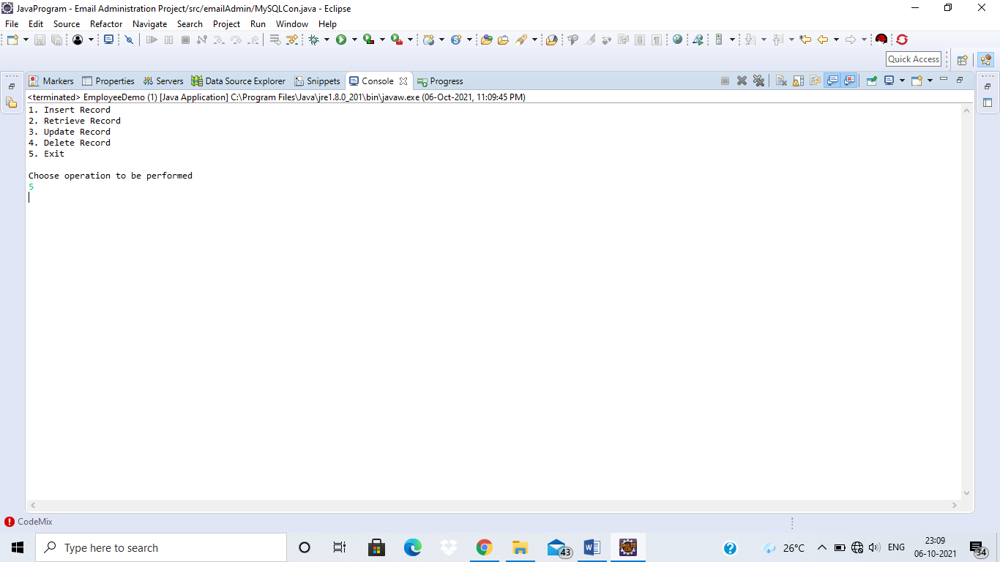 JavaProgram - Email Administration Project/src/emailAdmin/MySQLCon.java - Eclipse
File Edit Source Refactor Navigate Search Project Run Window Help
Quick Access
Markers Properties Servers Data Source Explorer Snippets Console Progress
<terminated> EmployeeDemo (1) [Java Application] C:\Program Files\Java\jre1.8.0_201\bin\javaw.exe (06-Oct-2021, 11:09:45 PM)
1. Insert Record
2. Retrieve Record
3. Update Record
4. Delete Record
5. Exit
Choose operation to be performed
5
CodeMix
Type here to search
43
26°C
ENG
23:09
06-10-2021
34